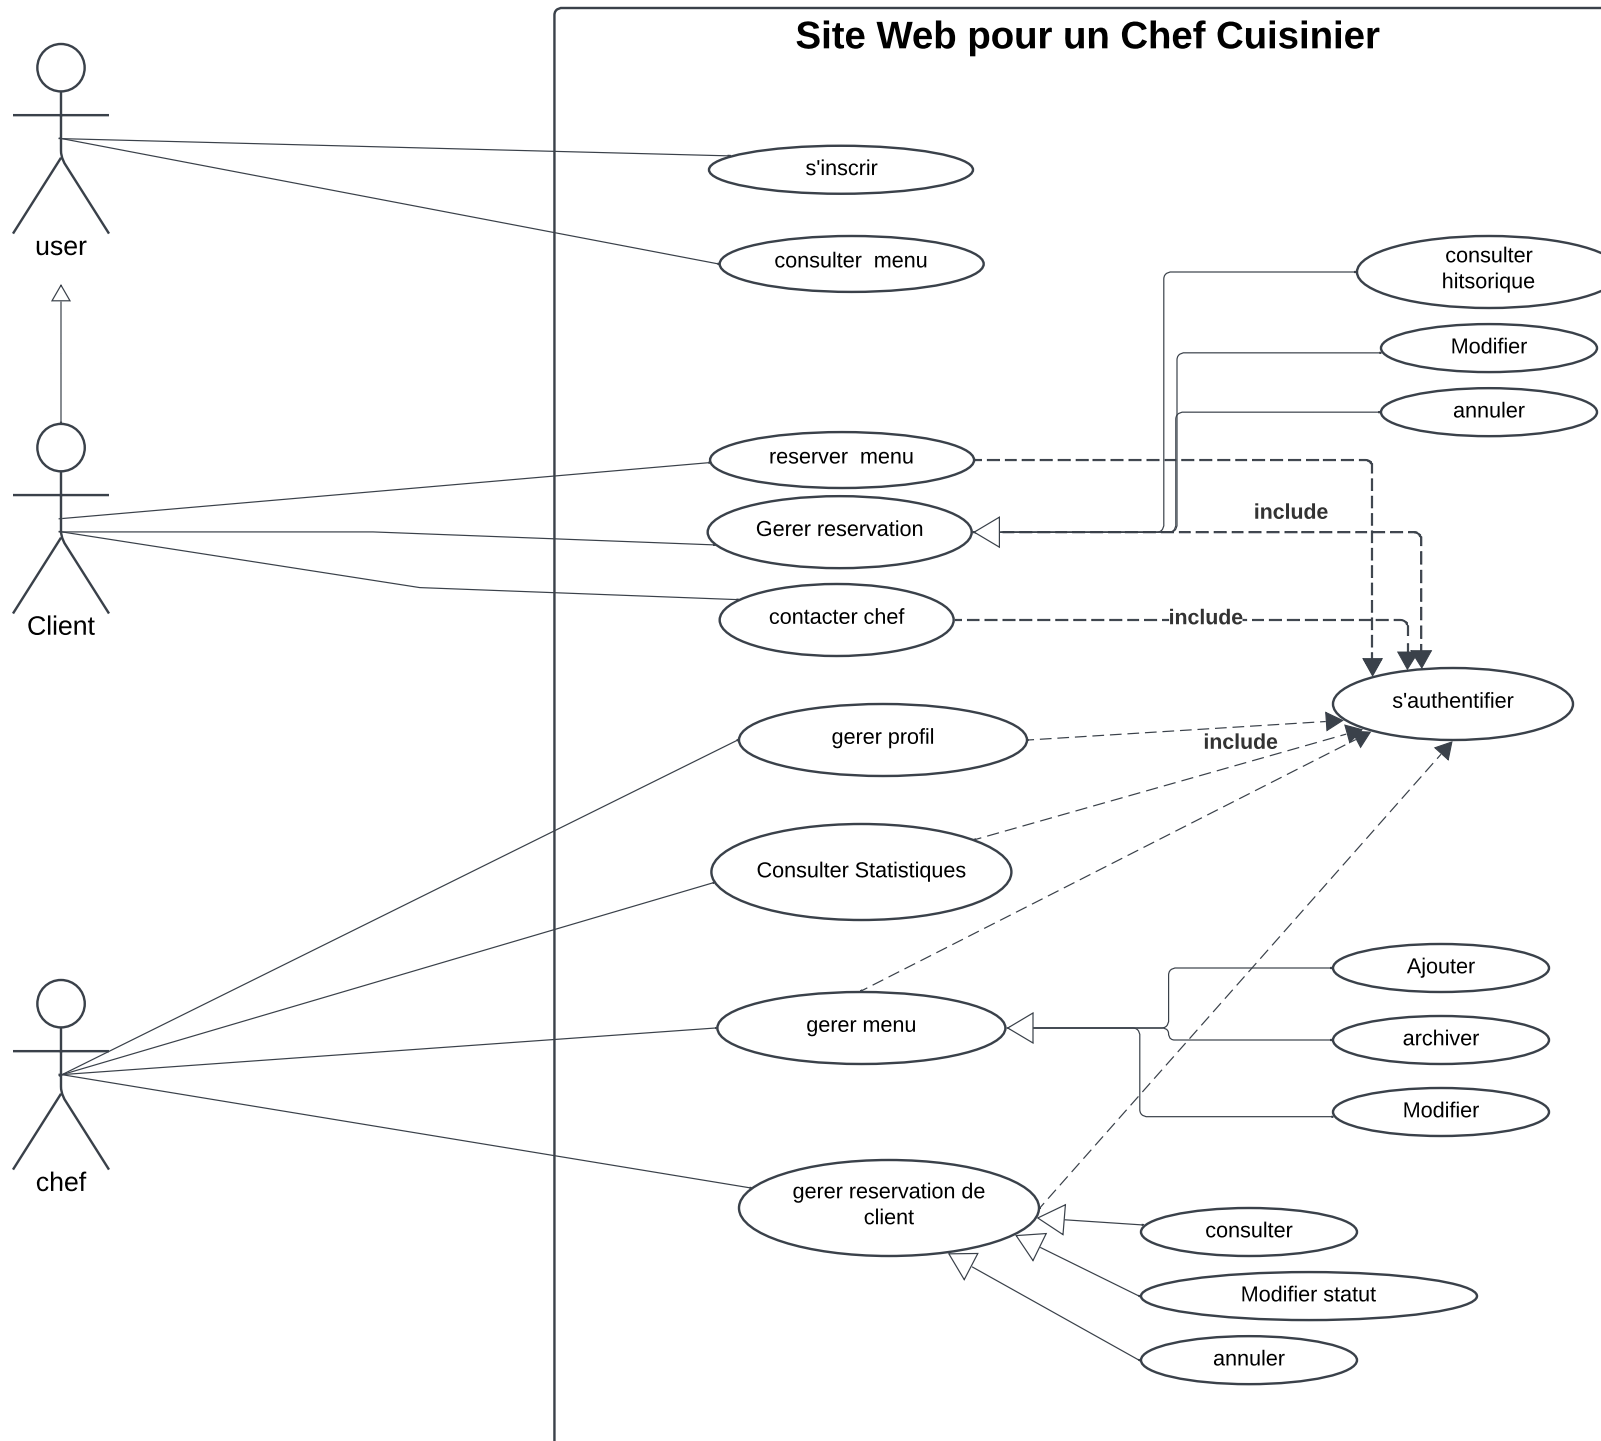 Site Web pour un Chef Cuisinier
user
s'inscrir
consulter  menu
consulter
hitsorique
Modifier
annuler
Client
reserver  menu
Gerer reservation
include
contacter chef
include
s'authentifier
gerer profil
include
Consulter Statistiques
chef
gerer menu
Ajouter
archiver
Modifier
gerer reservation de
client
consulter
Modifier statut
annuler